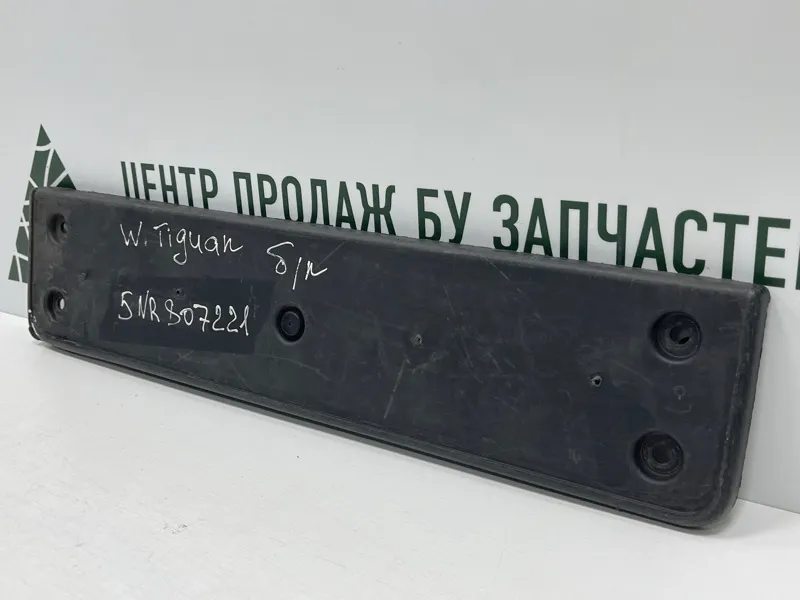 ЦЕНТР ПРОДАЖ БУ ЗАПЧАСТЕ
W. Tiguan б/п
5NR807221